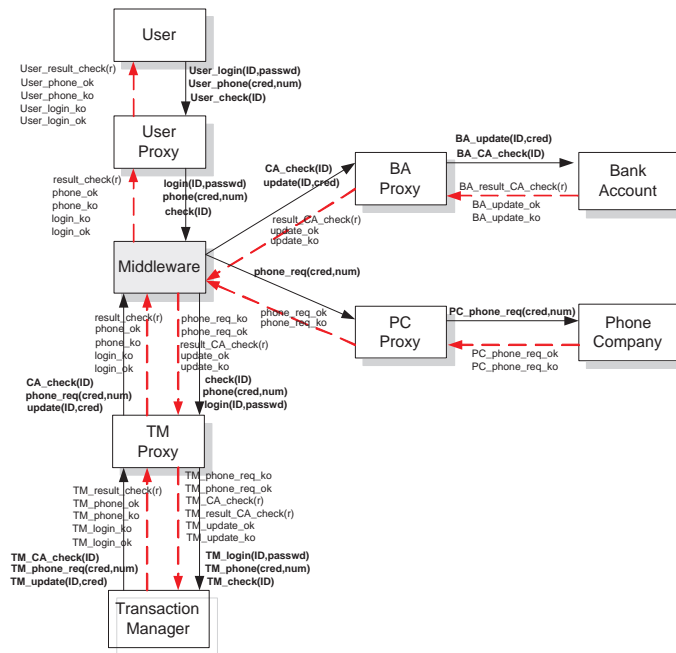 User
User_result_check(r)
User_phone_ok
User_phone_ko
User_login_ko
User_login_ok
User_login(ID,passwd)
User_phone(cred,num)
User_check(ID)
User
Proxy
result_check(r)
phone_ok
phone_ko
login_ko
login_ok
login(ID,passwd)
phone(cred,num)
check(ID)
CA_check(ID)
update(ID,cred)
BA
Proxy
BA_update(ID,cred)
BA_CA_check(ID)
Bank
Account
BA_result_CA_check(r)
BA_update_ok
BA_update_ko
result_CA_check(r)
update_ok
update_ko
Middleware
phone_req(cred,num)
phone_req_ok
phone_req_ko
PC
Proxy
PC_phone_req(cred,num)
Phone
Company
PC_phone_req_ok
PC_phone_req_ko
result_check(r)
phone_ok
phone_ko
login_ko
login_ok
CA_check(ID)
phone_req(cred,num)
update(ID,cred)
phone_req_ko
phone_req_ok
result_CA_check(r)
update_ok
update_ko
check(ID)
phone(cred,num)
login(ID,passwd)
TM
Proxy
TM_result_check(r)
TM_phone_ok
TM_phone_ko
TM_login_ko
TM_login_ok
TM_CA_check(ID)
TM_phone_req(cred,num)
TM_update(ID,cred)
TM_phone_req_ko
TM_phone_req_ok
TM_CA_check(r)
TM_result_CA_check(r)
TM_update_ok
TM_update_ko
TM_login(ID,passwd)
TM_phone(cred,num)
TM_check(ID)
Transaction
Manager